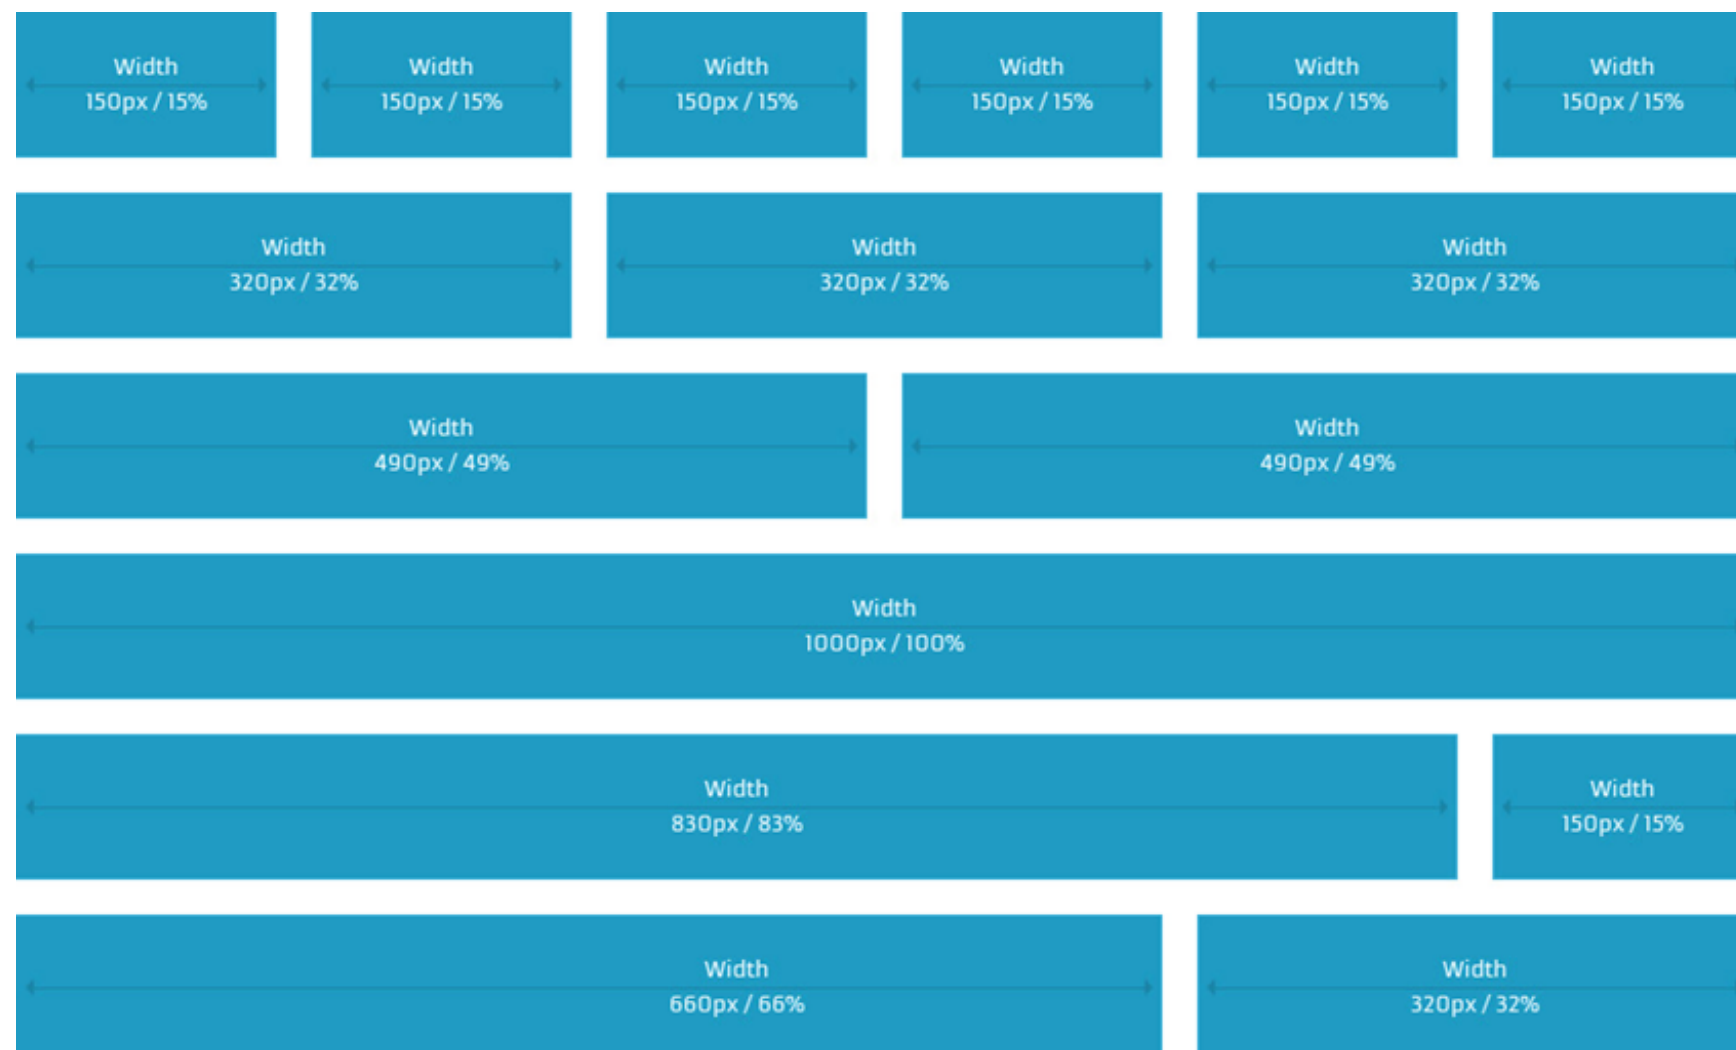 Width Width Width Width Width Width
150px / 15% 150px / 15% 150px / 15% 150px / 15% 150px / 15% 150px / 15%
Width Width Width
320px / 32% 320px / 32% 320px / 32%
Width Width
490px / 49% 490px / 49%
Width
1000px / 100%
Width Width
830px / 83% 150px / 15%
Width Width
660px / 66% 320px / 32%